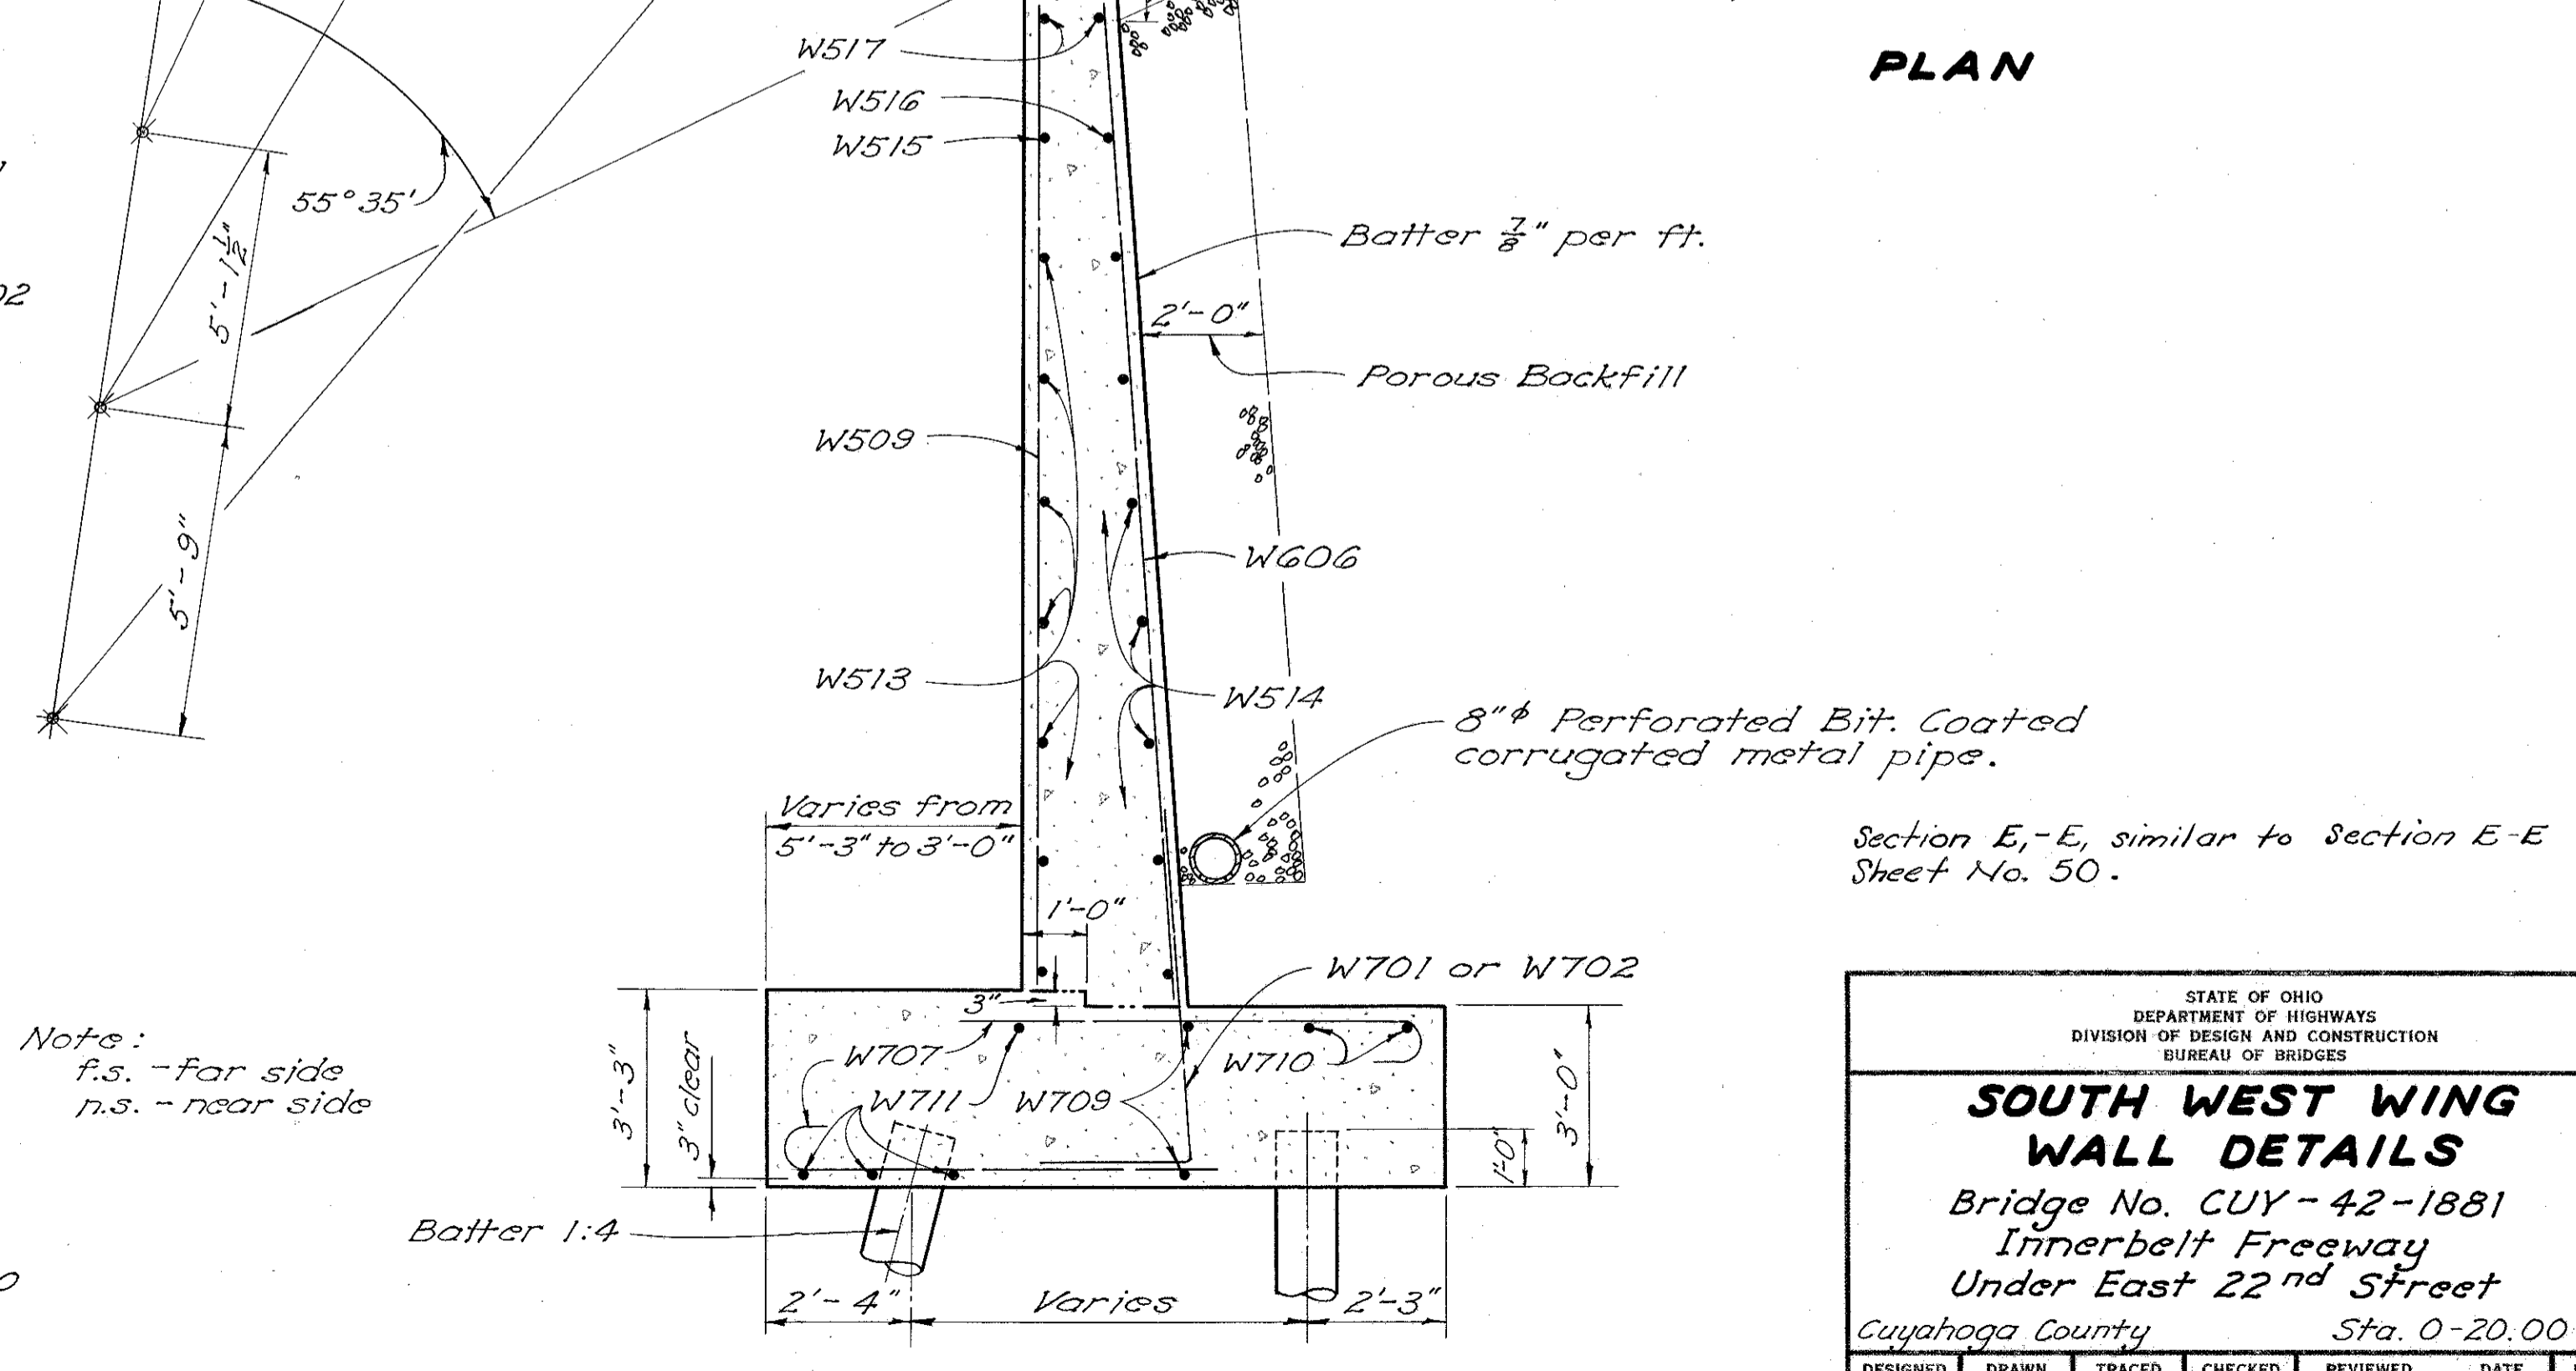 PLAN
W517
W516
W515
55°35'
5'-1 1/2"
02
Batter 7/8" per ft.
2'-0"
Porous Backfill
W509
5'-9"
W606
W513
W514
8"ϕ Perforated Bit. Coated
corrugated metal pipe.
Varies from
5'-3" to 3'-0"
Section E,-E, similar to Section E-E
Sheet No. 50.
1'-0"
W701 or W702
3"
Note:
f.s. - far side
n.s. - near side
3'-3"
3" clear
W707
W711
W709
W710
1'-0"
3'-0"
Batter 1:4
2'-4"
Varies
2'-3"
STATE OF OHIO
DEPARTMENT OF HIGHWAYS
DIVISION OF DESIGN AND CONSTRUCTION
BUREAU OF BRIDGES
SOUTH WEST WING
WALL DETAILS
Bridge No. CUY-42-1881
Innerbelt Freeway
Under East 22nd Street
Cuyahoga County Sta. 0-20.00
DESIGNED DRAWN TRACED CHECKED REVIEWED DATE